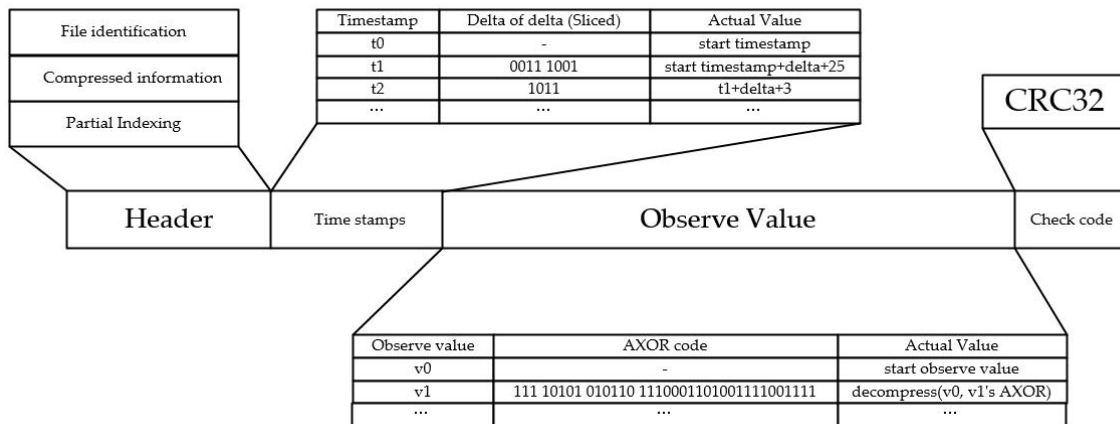 File identification
Compressed information
Partial Indexing
Timestamp Delta of delta (Sliced) Actual Value
t0 - start timestamp
t1 0011 1001 start timestamp+delta+25
t2 1011 t1+delta+3
... ... ...
CRC32
Header Time stamps Observe Value Check code
Observe value AXOR code Actual Value
v0 - start observe value
v1 111 10101 010110 1110001101001111001111 decompress(v0, v1's AXOR)
... ... ...